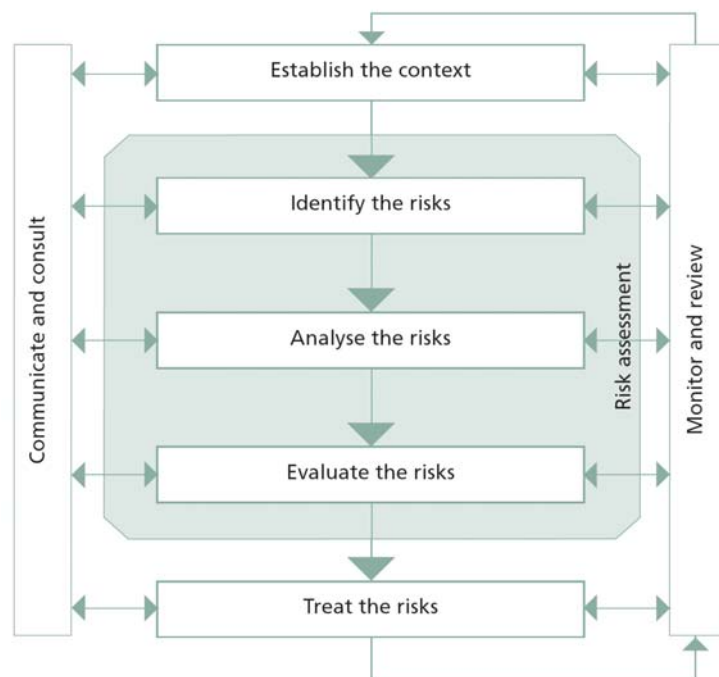 Establish the context
Identify the risks
Analyse the risks
Evaluate the risks
Treat the risks
Communicate and consult
Risk assessment
Monitor and review